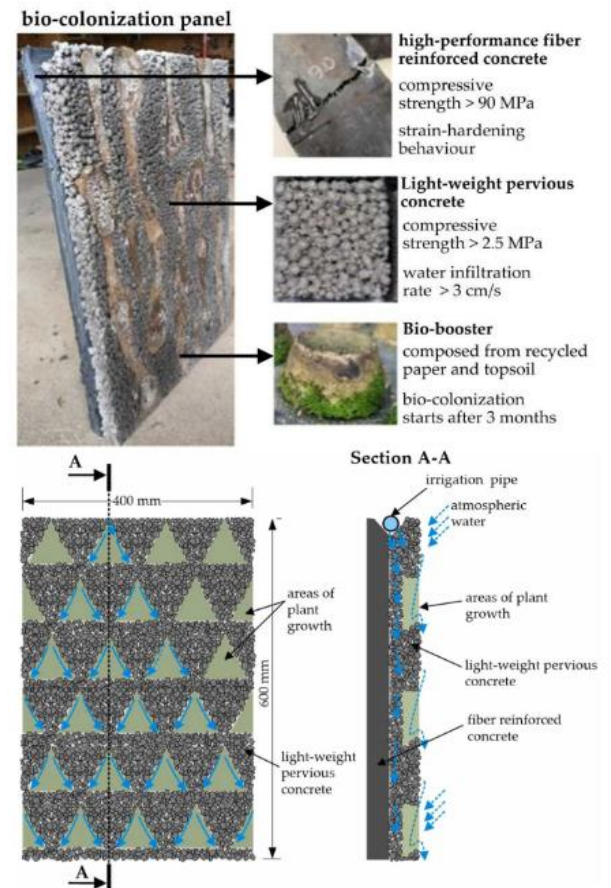 bio-colonization panel
high-performance fiber
reinforced concrete
compressive
strength > 90 MPa
strain-hardening
behaviour
90
Light-weight pervious
concrete
compressive
strength > 2.5 MPa
water infiltration
rate > 3 cm/s
Bio-booster
composed from recycled
paper and topsoil
bio-colonization
starts after 3 months
A
400 mm
areas of
plant
growth
600 mm
light-weight
pervious
concrete
A
Section A-A
irrigation pipe
atmospheric
water
areas of plant
growth
light-weight pervious
concrete
fiber reinforced
concrete